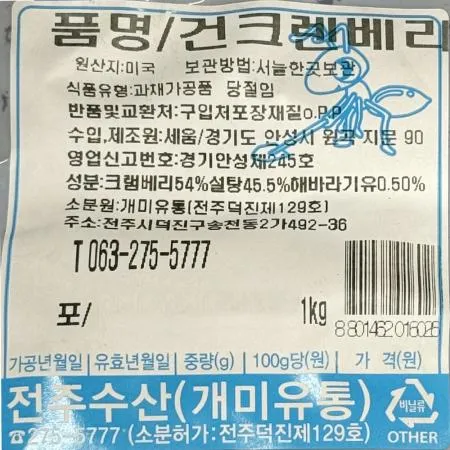 품명/건크랜베리
원산지:미국 보관방법:서늘한곳보관
식품유형:과채가공품 당절임
반품및교환처:구입처포장재질o.P.P
수입,제조원:세움/경기도 안성시 원곡 지문 90
영업신고번호:경기안성제245호
성분:크램베리54%설탕45.5%해바라기유0.50%
소분원:개미유통(전주덕진제129호)
주소:전주시덕진구송천동2가492-36
T 063-275-5777
포/ 1kg
8801452018025
가공년월일 유효년월일 중량(g) 100g당(원) 가 격(원)
전주수산(개미유통) 비닐류
☎275-5777 (소분허가:전주덕진제129호) OTHER